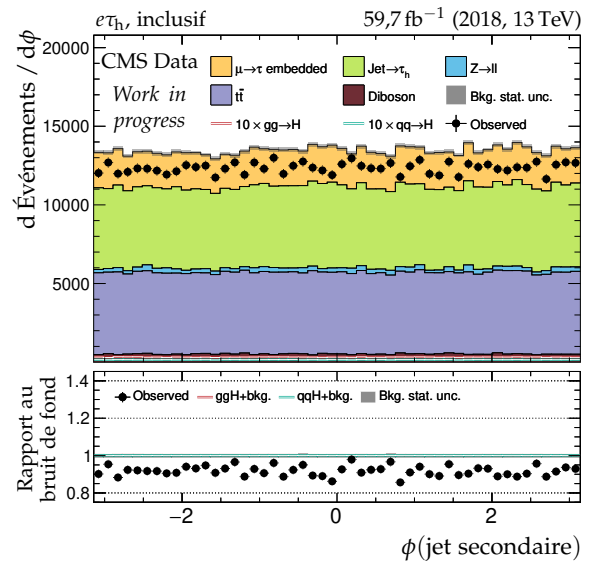 eτh, inclusif 59,7 fb⁻¹ (2018, 13 TeV)
20000
CMS Data μ→τ embedded Jet→τh Z→ll
Work in tt̄ Diboson Bkg. stat. unc.
progress 10 × gg→H 10 × qq→H Observed
15000
10000
5000
d Événements / dϕ
1.4
Observed ggH+bkg. qqH+bkg. Bkg. stat. unc.
1.2
1
0.8
Rapport au
bruit de fond
−2 0 2
ϕ(jet secondaire)